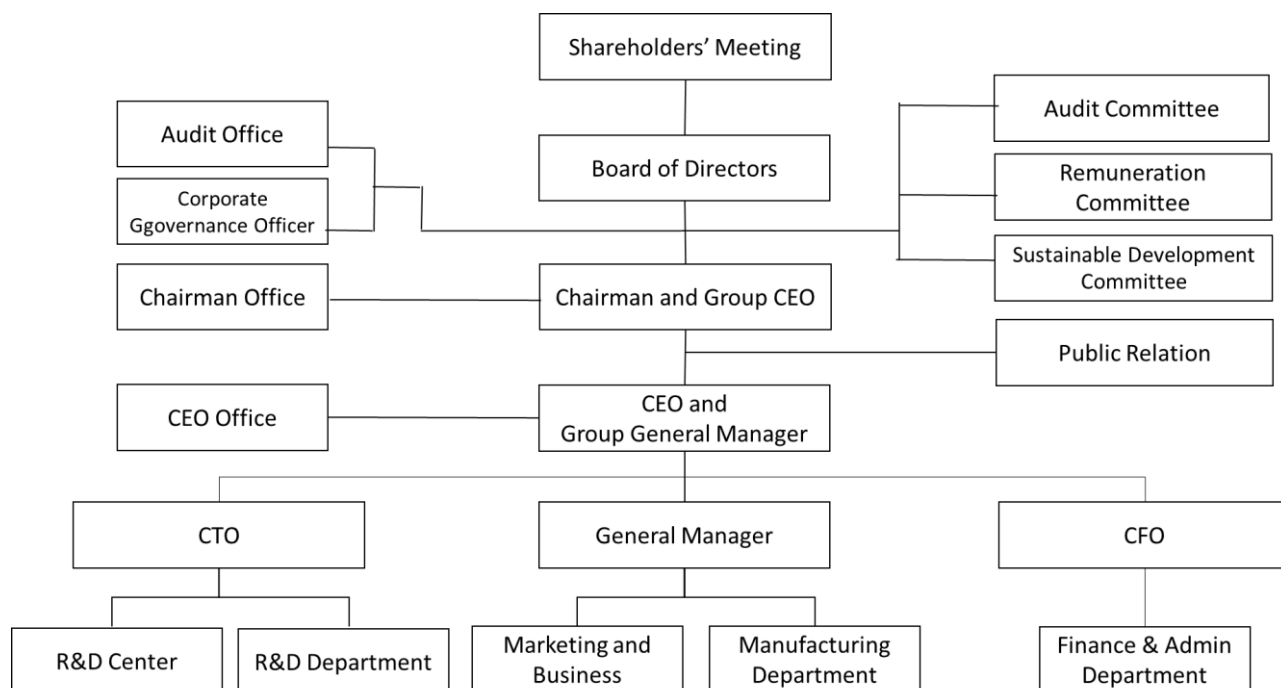 Shareholders’ Meeting
Audit Office
Audit Committee
Board of Directors
Remuneration
Committee
Corporate
Ggovernance Officer
Sustainable Development
Committee
Chairman Office
Chairman and Group CEO
Public Relation
CEO Office
CEO and
Group General Manager
CTO
General Manager
CFO
R&D Center
R&D Department
Marketing and
Business
Manufacturing
Department
Finance & Admin
Department